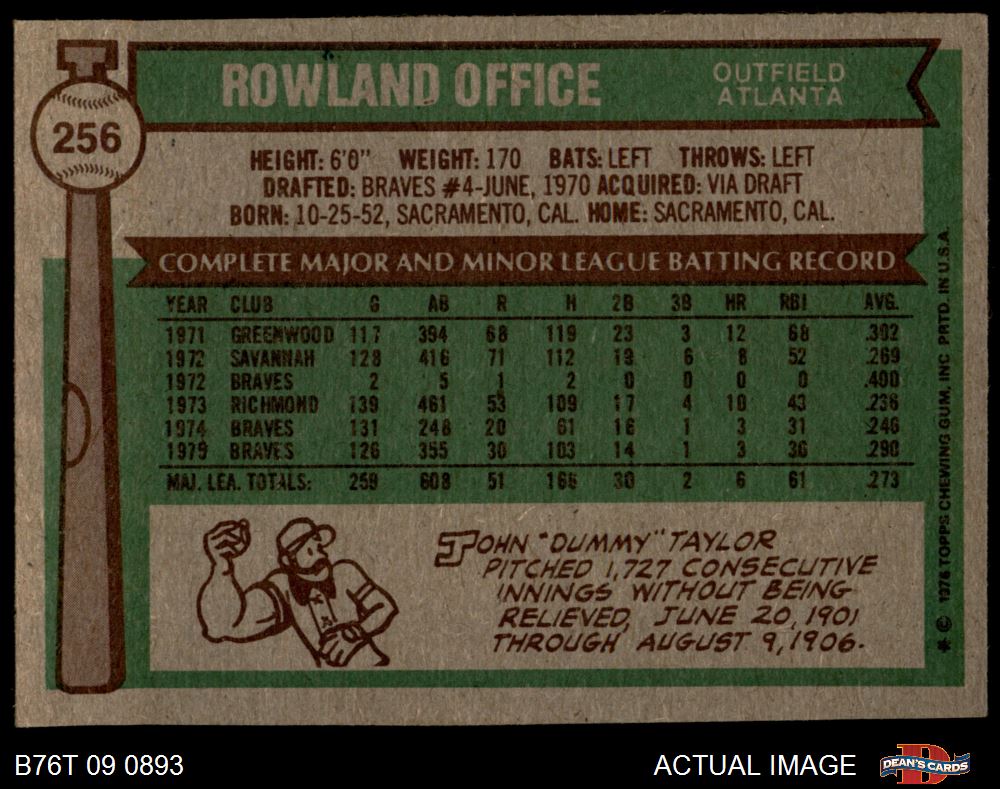 ROWLAND OFFICE
OUTFIELD
ATLANTA
256
HEIGHT: 6'0" WEIGHT: 170 BATS: LEFT THROWS: LEFT
DRAFTED: BRAVES #4-JUNE, 1970 ACQUIRED: VIA DRAFT
BORN: 10-25-52, SACRAMENTO, CAL. HOME: SACRAMENTO, CAL.
COMPLETE MAJOR AND MINOR LEAGUE BATTING RECORD
YEAR CLUB G AB R H 2B 3B HR RBI AVG.
1971 GREENWOOD 117 394 68 119 23 3 12 68 .302
1972 SAVANNAH 128 416 71 112 19 6 8 52 .269
1972 BRAVES 2 5 1 2 0 0 0 0 .400
1973 RICHMOND 139 461 53 109 17 4 10 43 .236
1974 BRAVES 131 248 20 61 16 1 3 31 .246
1975 BRAVES 126 355 30 103 14 1 3 30 .290
MAJ. LEA. TOTALS: 259 608 51 166 30 2 6 61 .273
JOHN "DUMMY" TAYLOR
PITCHED 1,727 CONSECUTIVE
INNINGS WITHOUT BEING
RELIEVED, JUNE 20, 1901
THROUGH AUGUST 9, 1906.
* © 1976 TOPPS CHEWING GUM, INC PRTD. IN U.S.A.
B76T 09 0893
ACTUAL IMAGE
DEAN'S CARDS